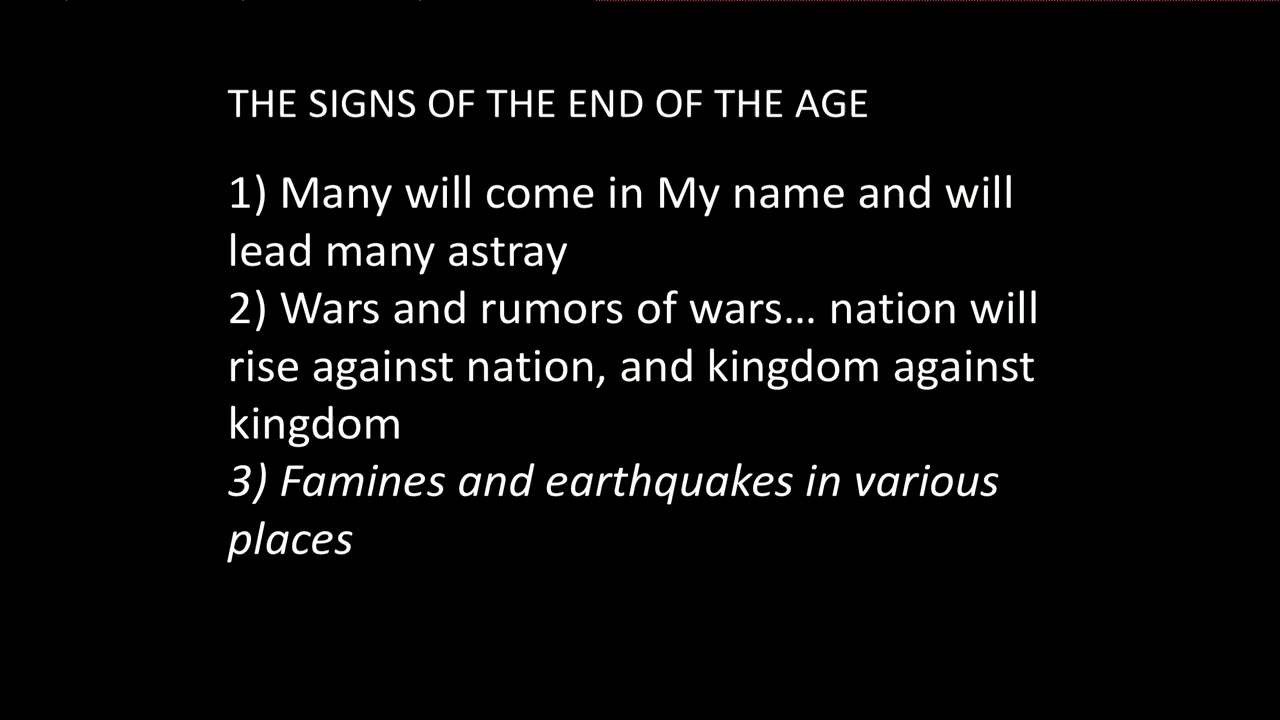 THE SIGNS OF THE END OF THE AGE
1) Many will come in My name and will
lead many astray
2) Wars and rumors of wars... nation will
rise against nation, and kingdom against
kingdom
3) Famines and earthquakes in various
places